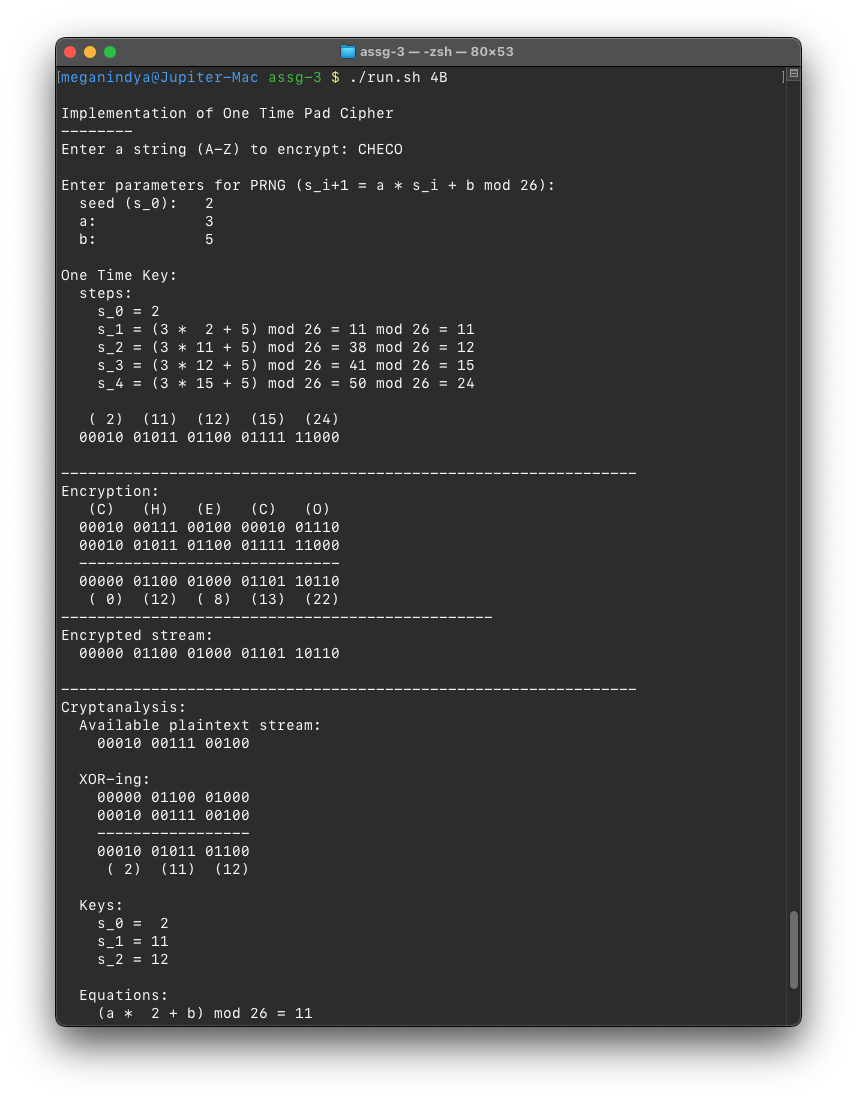 assg-3 — -zsh — 80×53
[meganindya@Jupiter-Mac assg-3 $ ./run.sh 4B ]
Implementation of One Time Pad Cipher
--------
Enter a string (A-Z) to encrypt: CHECO
Enter parameters for PRNG (s_i+1 = a * s_i + b mod 26):
  seed (s_0):   2
  a:            3
  b:            5
One Time Key:
  steps:
    s_0 = 2
    s_1 = (3 *  2 + 5) mod 26 = 11 mod 26 = 11
    s_2 = (3 * 11 + 5) mod 26 = 38 mod 26 = 12
    s_3 = (3 * 12 + 5) mod 26 = 41 mod 26 = 15
    s_4 = (3 * 15 + 5) mod 26 = 50 mod 26 = 24
   ( 2)  (11)  (12)  (15)  (24)
  00010 01011 01100 01111 11000
----------------------------------------------------------------
Encryption:
   (C)   (H)   (E)   (C)   (O)
  00010 00111 00100 00010 01110
  00010 01011 01100 01111 11000
  -----------------------------
  00000 01100 01000 01101 10110
   ( 0)  (12)  ( 8)  (13)  (22)
------------------------------------------------
Encrypted stream:
  00000 01100 01000 01101 10110
----------------------------------------------------------------
Cryptanalysis:
  Available plaintext stream:
    00010 00111 00100
  XOR-ing:
    00000 01100 01000
    00010 00111 00100
    -----------------
    00010 01011 01100
     ( 2)  (11)  (12)
  Keys:
    s_0 =  2
    s_1 = 11
    s_2 = 12
  Equations:
    (a *  2 + b) mod 26 = 11